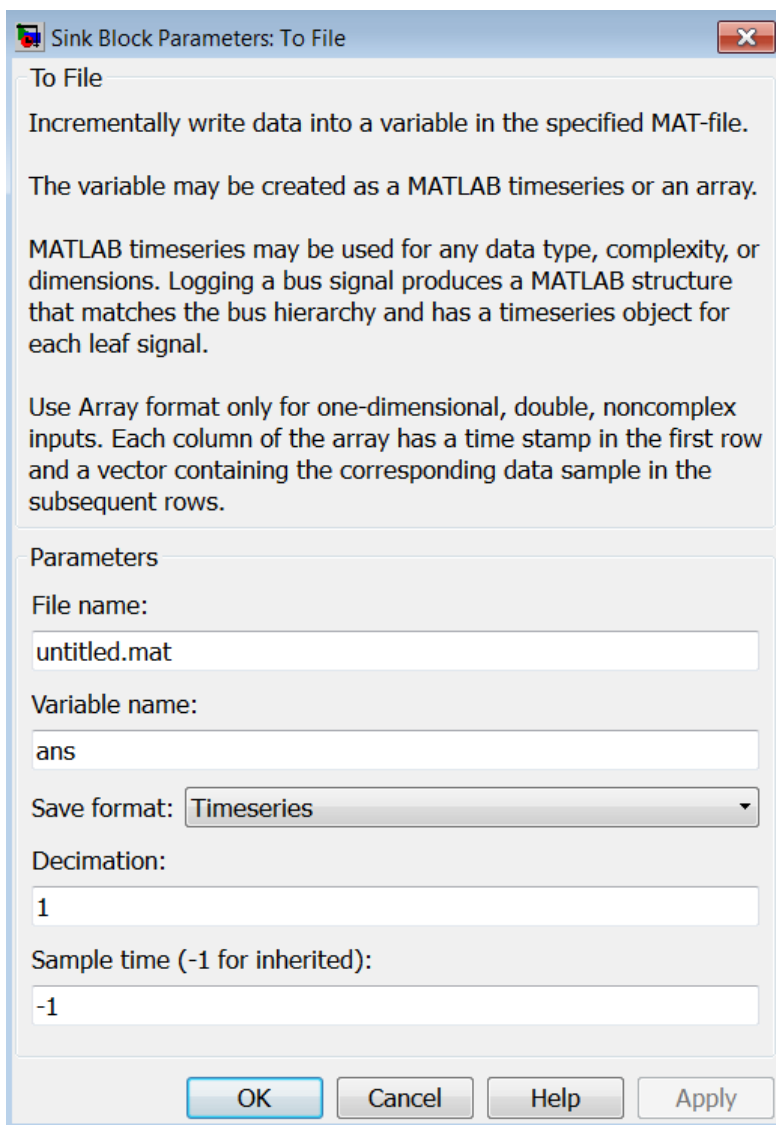 Sink Block Parameters: To File
To File
Incrementally write data into a variable in the specified MAT-file.
The variable may be created as a MATLAB timeseries or an array.
MATLAB timeseries may be used for any data type, complexity, or
dimensions. Logging a bus signal produces a MATLAB structure
that matches the bus hierarchy and has a timeseries object for
each leaf signal.
Use Array format only for one-dimensional, double, noncomplex
inputs. Each column of the array has a time stamp in the first row
and a vector containing the corresponding data sample in the
subsequent rows.
Parameters
File name:
untitled.mat
Variable name:
ans
Save format: Timeseries
Decimation:
1
Sample time (-1 for inherited):
-1
OK Cancel Help Apply